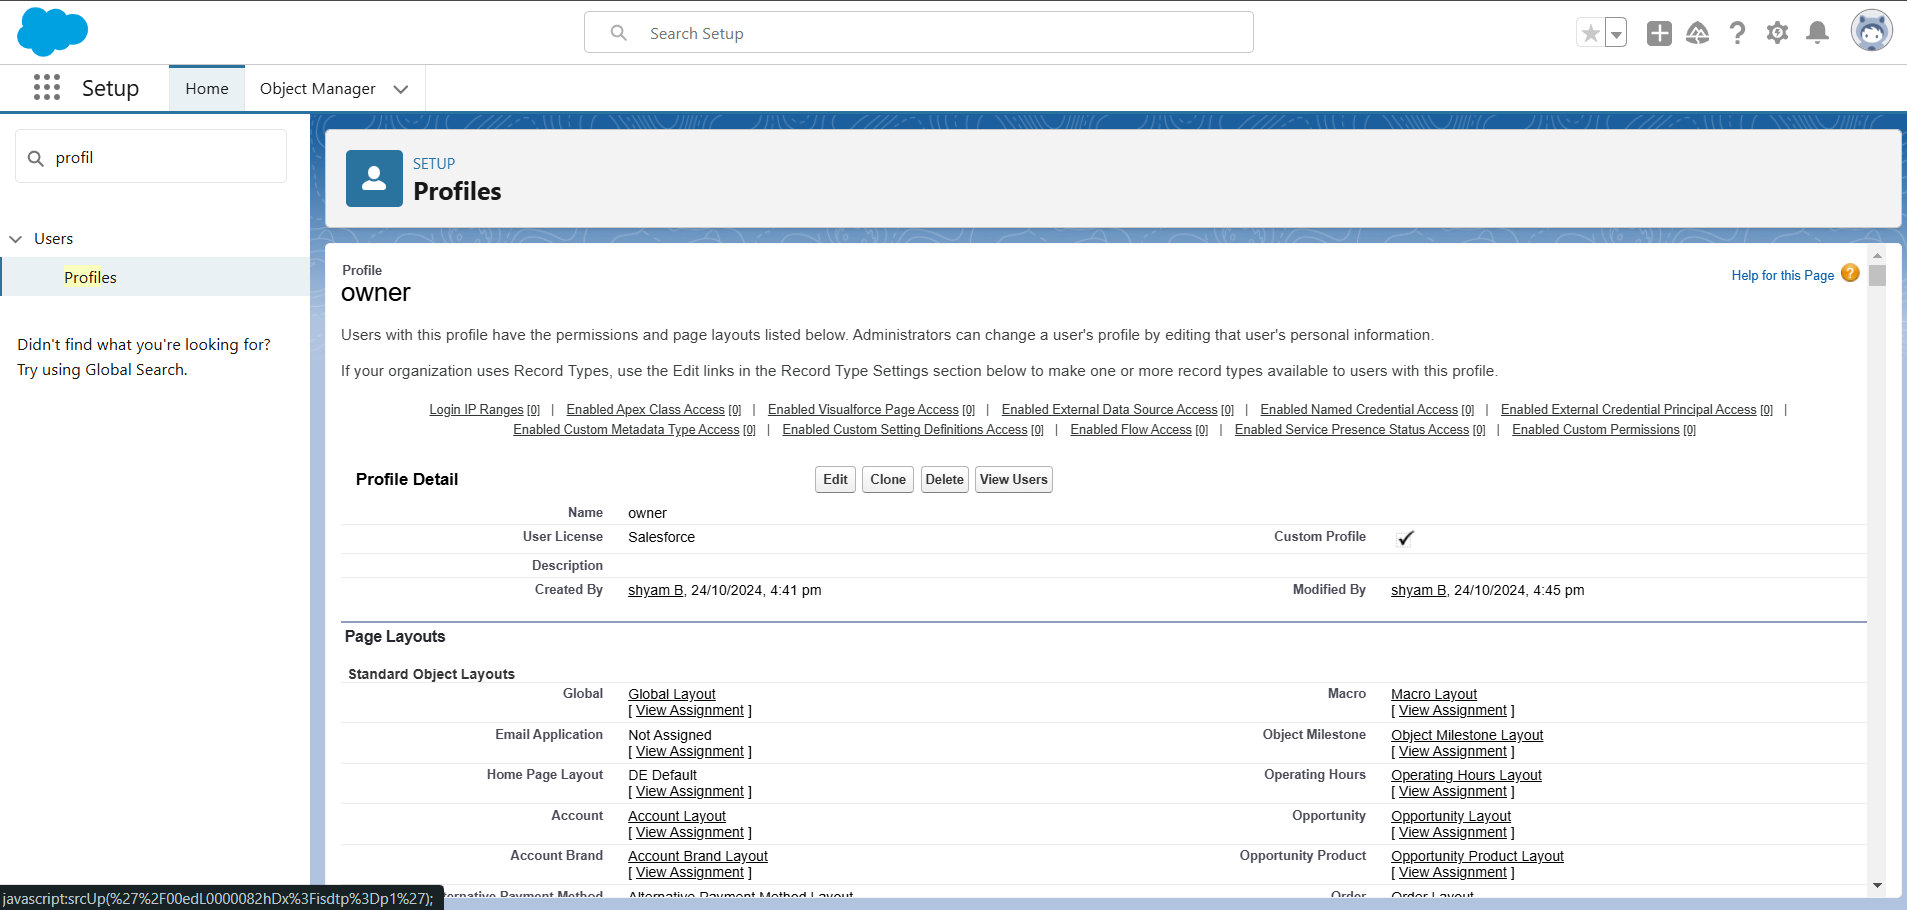 Search Setup
Setup
Home
Object Manager
profil
Users
Profiles
Didn't find what you're looking for?
Try using Global Search.
SETUP
Profiles
Profile
owner
Help for this Page
Users with this profile have the permissions and page layouts listed below. Administrators can change a user's profile by editing that user's personal information.
If your organization uses Record Types, use the Edit links in the Record Type Settings section below to make one or more record types available to users with this profile.
Login IP Ranges [0] | Enabled Apex Class Access [0] | Enabled Visualforce Page Access [0] | Enabled External Data Source Access [0] | Enabled Named Credential Access [0] | Enabled External Credential Principal Access [0] |
Enabled Custom Metadata Type Access [0] | Enabled Custom Setting Definitions Access [0] | Enabled Flow Access [0] | Enabled Service Presence Status Access [0] | Enabled Custom Permissions [0]
Profile Detail Edit Clone Delete View Users
Name owner
User License Salesforce Custom Profile
Description
Created By shyam B, 24/10/2024, 4:41 pm Modified By shyam B, 24/10/2024, 4:45 pm
Page Layouts
Standard Object Layouts
Global Global Layout Macro Macro Layout
[ View Assignment ] [ View Assignment ]
Email Application Not Assigned Object Milestone Object Milestone Layout
[ View Assignment ] [ View Assignment ]
Home Page Layout DE Default Operating Hours Operating Hours Layout
[ View Assignment ] [ View Assignment ]
Account Account Layout Opportunity Opportunity Layout
[ View Assignment ] [ View Assignment ]
Account Brand Account Brand Layout Opportunity Product Opportunity Product Layout
[ View Assignment ] [ View Assignment ]
Payment Method Alternative Payment Method Layout Order Order Layout
javascript:srcUp(%27%2F00edL0000082hDx%3Fisdtp%3Dp1%27);